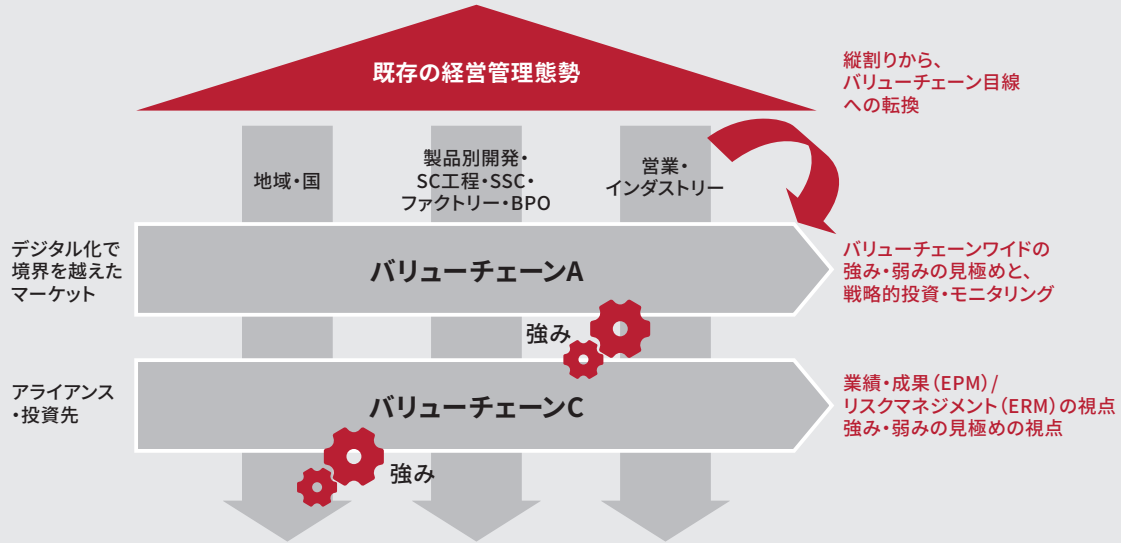 既存の経営管理態勢
縦割りから、
バリューチェーン目線
への転換
地域・国
製品別開発・
SC工程・SSC・
ファクトリー・BPO
営業・
インダストリー
デジタル化で
境界を越えた
マーケット
バリューチェーンA
バリューチェーンワイドの
強み・弱みの見極めと、
戦略的投資・モニタリング
強み
アライアンス
・投資先
バリューチェーンC
業績・成果（EPM）/
リスクマネジメント（ERM）の視点
強み・弱みの見極めの視点
強み